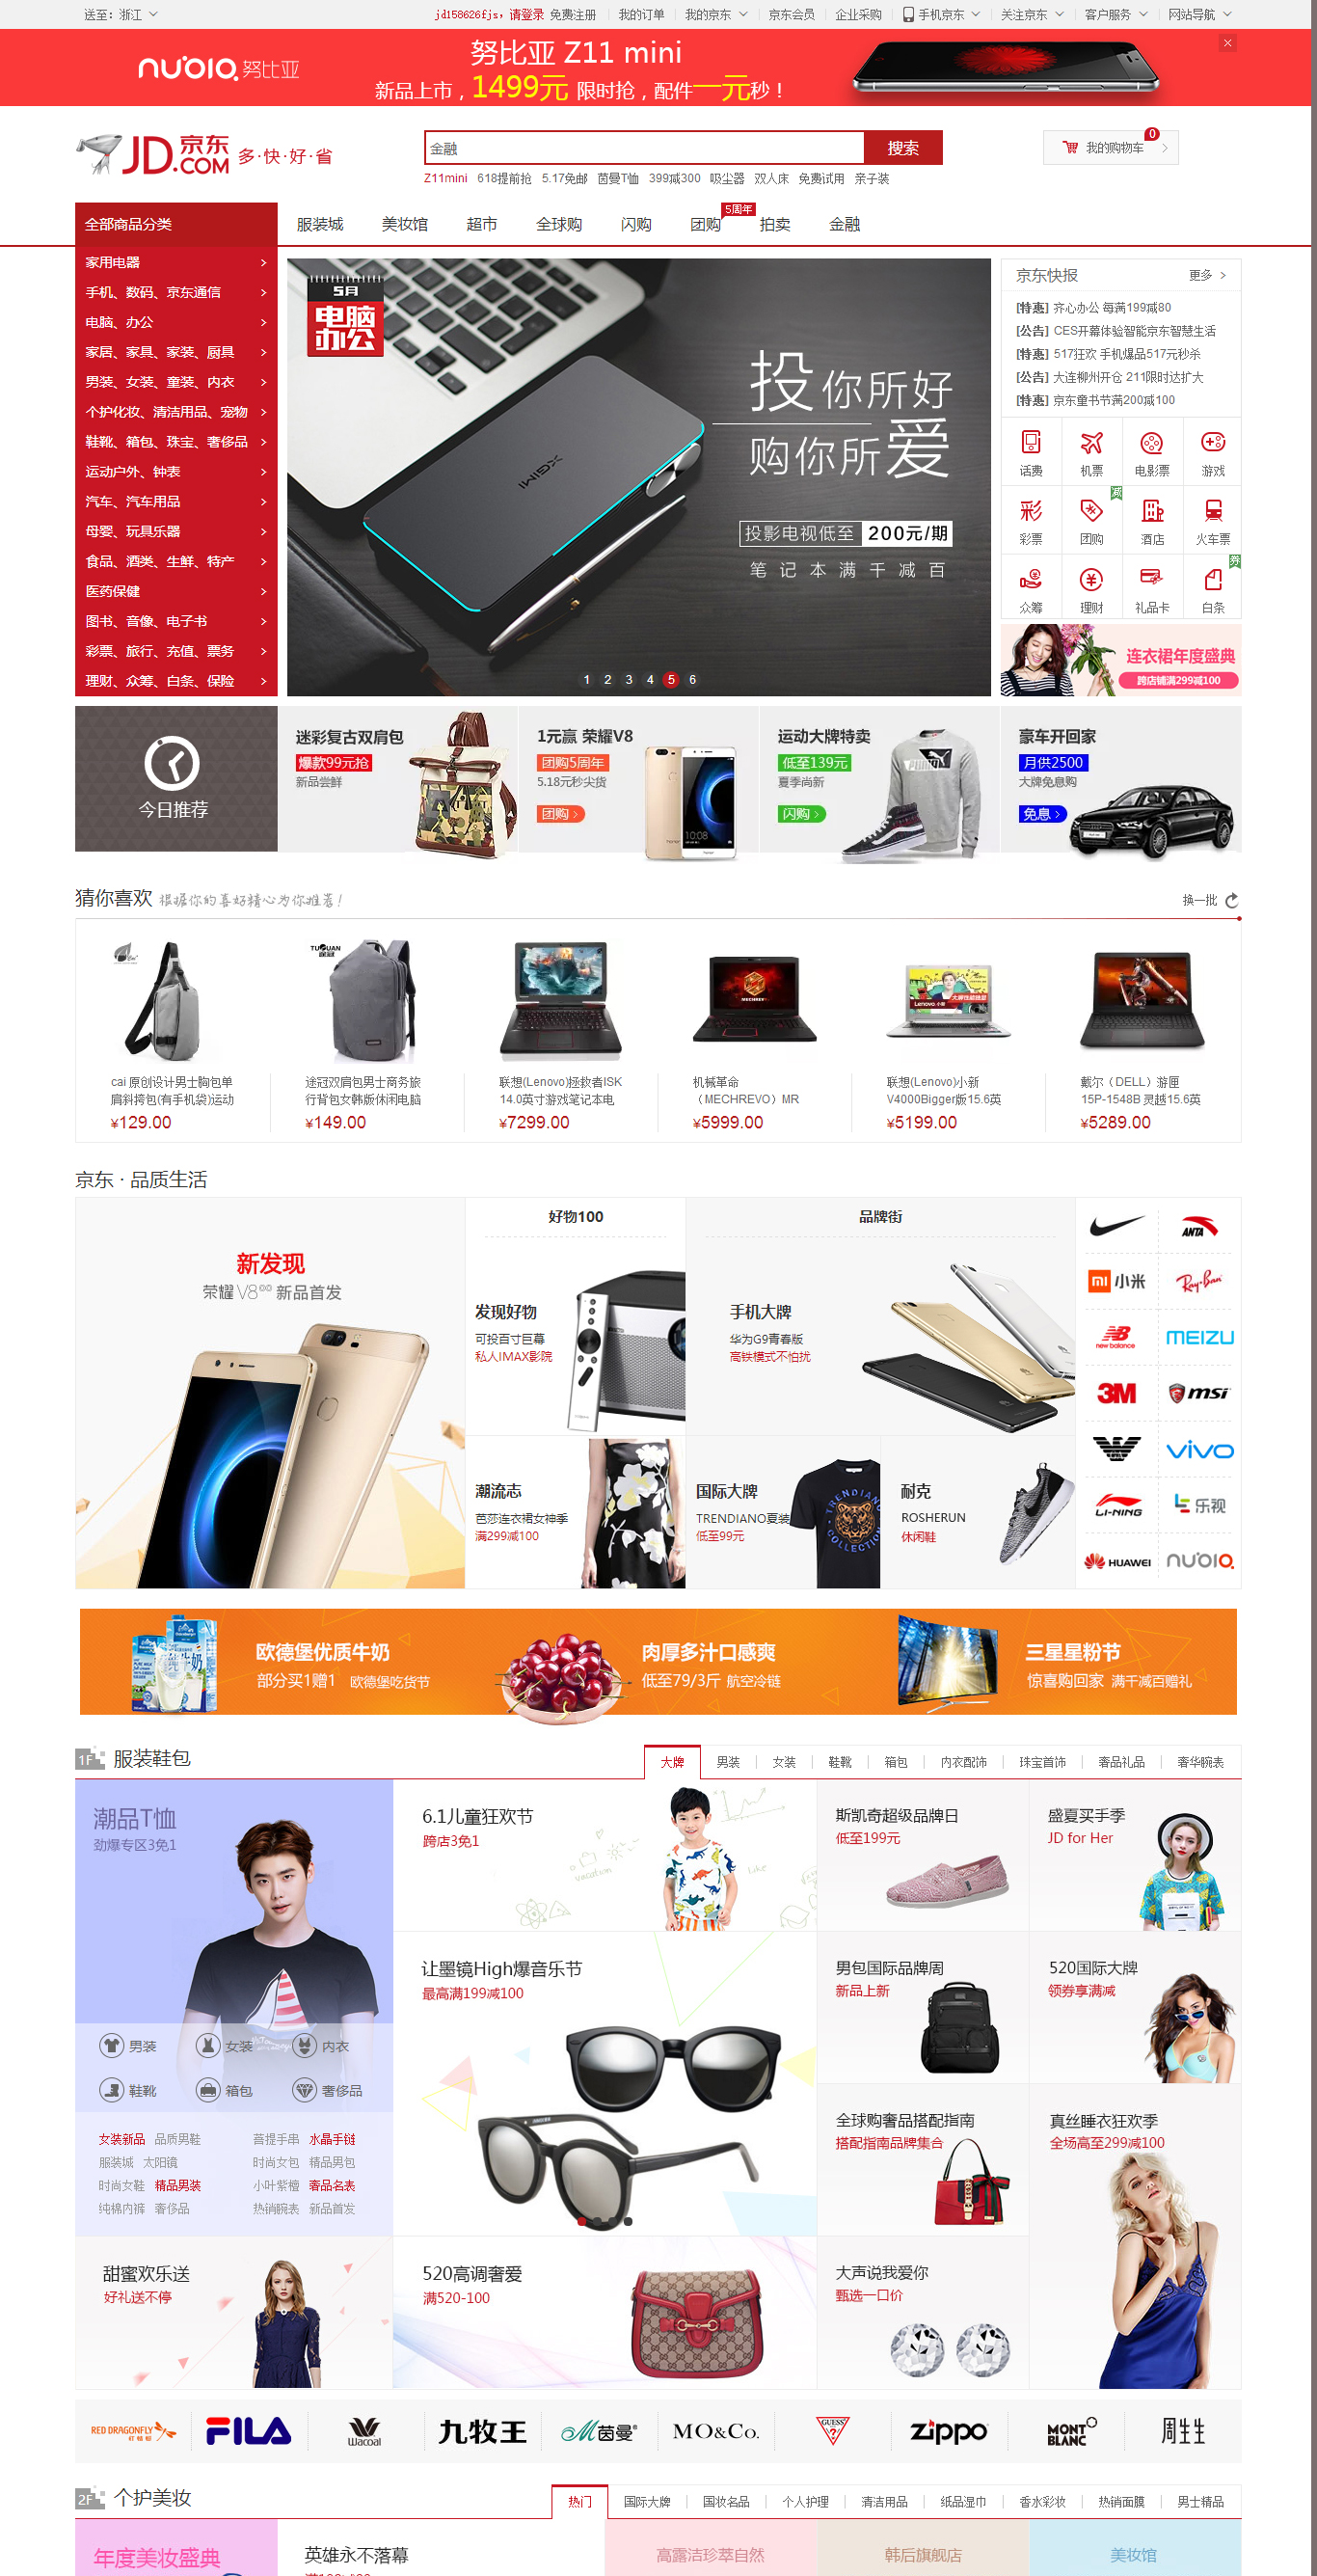 送至：浙江
jd158626fjs，请登录 免费注册 我的订单 我的京东 京东会员 企业采购 手机京东 关注京东 客户服务 网站导航
nubia 努比亚
努比亚 Z11 mini
新品上市，1499元 限时抢，配件一元秒！
JD.COM 京东 多·快·好·省
金融 搜索
我的购物车 0
Z11mini 618提前抢 5.17免邮 茵曼T恤 399减300 吸尘器 双人床 免费试用 亲子装
全部商品分类 服装城 美妆馆 超市 全球购 闪购 团购 5周年 拍卖 金融
家用电器
手机、数码、京东通信
电脑、办公
家居、家具、家装、厨具
男装、女装、童装、内衣
个护化妆、清洁用品、宠物
鞋靴、箱包、珠宝、奢侈品
运动户外、钟表
汽车、汽车用品
母婴、玩具乐器
食品、酒类、生鲜、特产
医药保健
图书、音像、电子书
彩票、旅行、充值、票务
理财、众筹、白条、保险
5月
电脑办公
XGIMI
投你所好
购你所爱
投影电视低至 200元/期
笔记本满千减百
1 2 3 4 5 6
京东快报 更多 >
[特惠] 齐心办公 每满199减80
[公告] CES开幕体验智能京东智慧生活
[特惠] 517狂欢 手机爆品517元秒杀
[公告] 大连柳州开仓 211限时达扩大
[特惠] 京东童书节满200减100
话费 机票 电影票 游戏
减
彩票 团购 酒店 火车票
券
众筹 理财 礼品卡 白条
连衣裙年度盛典
跨店铺满299减100
今日推荐
迷彩复古双肩包
爆款99元抢
新品尝鲜
1元赢 荣耀V8
团购5周年
5.18元秒尖货
团购 >
运动大牌特卖
低至139元
夏季尚新
闪购 >
豪车开回家
月供2500
大牌免息购
免息 >
猜你喜欢 根据你的喜好精心为你推荐！ 换一批
cai 原创设计男士胸包单
肩斜挎包(有手机袋)运动
¥129.00
途冠双肩包男士商务旅
行背包女韩版休闲电脑
¥149.00
联想(Lenovo)拯救者ISK
14.0英寸游戏笔记本电
¥7299.00
机械革命
（MECHREVO）MR
¥5999.00
联想(Lenovo)小新
V4000Bigger版15.6英
¥5199.00
戴尔（DELL）游匣
15P-1548B 灵越15.6英
¥5289.00
京东 · 品质生活
新发现
荣耀 V8 新品首发
好物100
发现好物
可投百寸巨幕
私人IMAX影院
潮流志
芭莎连衣裙女神季
满299减100
品牌街
手机大牌
华为G9青春版
高铁模式不怕扰
国际大牌
TRENDIANO夏装
低至99元
TRENDIANO COLLECTION
耐克
ROSHERUN
休闲鞋
ANTA
小米 Ray-Ban
new balance MEIZU
3M msi
vivo
LI-NING 乐视
HUAWEI nubia
欧德堡优质牛奶
部分买1赠1 欧德堡吃货节
肉厚多汁口感爽
低至79/3斤 航空冷链
三星星粉节
惊喜购回家 满千减百赠礼
1F 服装鞋包 大牌 男装 女装 鞋靴 箱包 内衣配饰 珠宝首饰 奢品礼品 奢华腕表
潮品T恤
劲爆专区3免1
男装 女装 内衣
鞋靴 箱包 奢侈品
女装新品 品质男鞋 菩提手串 水晶手链
服装城 太阳镜 时尚女包 精品男包
时尚女鞋 精品男装 小叶紫檀 奢品名表
纯棉内裤 奢侈品 热销腕表 新品首发
甜蜜欢乐送
好礼送不停
6.1儿童狂欢节
跨店3免1
vacation
like
让墨镜High爆音乐节
最高满199减100
520高调奢爱
满520-100
斯凯奇超级品牌日
低至199元
盛夏买手季
JD for Her
男包国际品牌周
新品上新
520国际大牌
领券享满减
全球购奢品搭配指南
搭配指南品牌集合
真丝睡衣狂欢季
全场高至299减100
大声说我爱你
甄选一口价
RED DRAGONFLY 红蜻蜓 FILA Wacoal 九牧王 茵曼 MO&Co. GUESS ? zippo MONT BLANC 周生生
2F 个护美妆 热门 国际大牌 国妆名品 个人护理 清洁用品 纸品湿巾 香水彩妆 热销面膜 男士精品
年度美妆盛典
英雄永不落幕
高露洁珍萃自然
韩后旗舰店
美妆馆